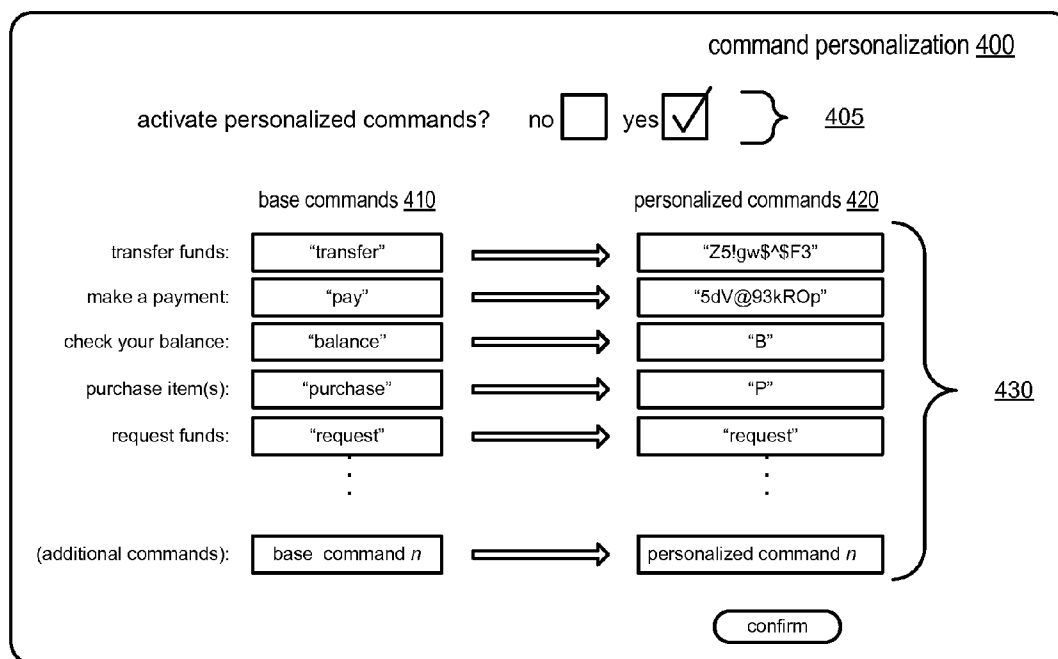 command personalization 400
activate personalized commands? no yes 405
base commands 410 personalized commands 420
transfer funds: “transfer” “Z5!gw$^$F3”
make a payment: “pay” “5dV@93kROp”
check your balance: “balance” “B”
purchase item(s): “purchase” “P”
430
request funds: “request” “request”
(additional commands): base command n personalized command n
confirm